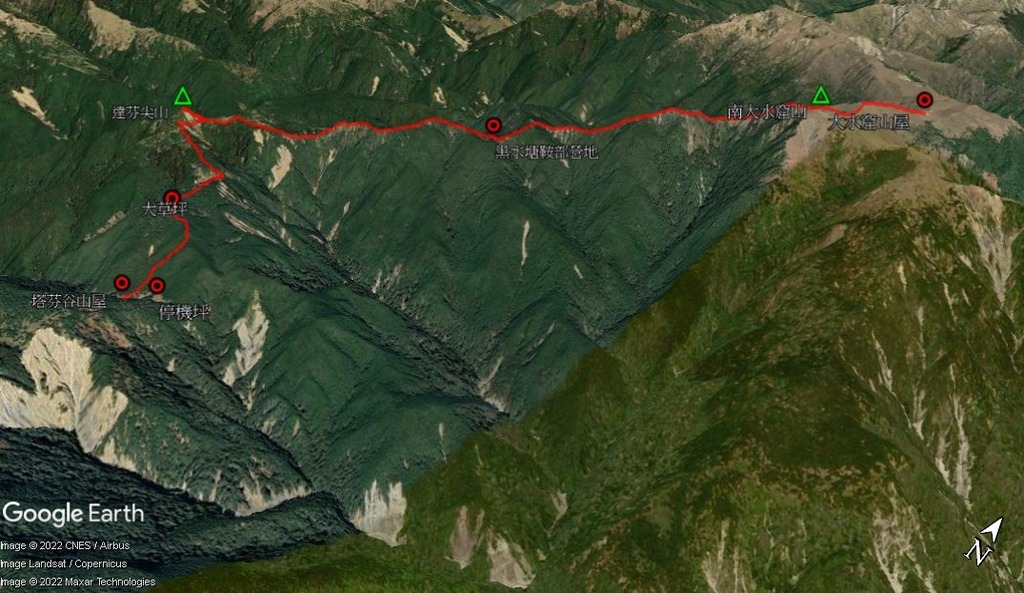 達芬尖山
南大水窟山
大水窟山屋
黑水塘鞍部營地
大草坪
塔芬谷山屋
停機坪
Google Earth
Image © 2022 CNES / Airbus
Image Landsat / Copernicus
Image © 2022 Maxar Technologies
N